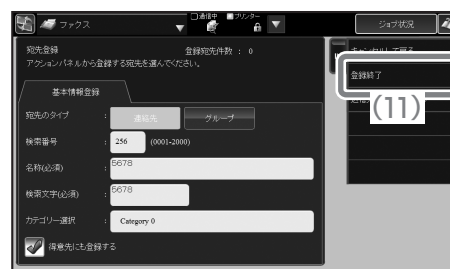 ファクス
通信中
プリンター
ジョブ状況
宛先登録
登録宛先件数 : 0
アクションパネルから登録する宛先を選んでください。
キャンセルして戻る
登録終了
(11)
基本情報登録
宛先のタイプ :
連絡先
グループ
検索番号 :
256
(0001-2000)
名称(必須) :
5678
検索文字(必須) :
5678
カテゴリー選択 :
Category 0
得意先にも登録する